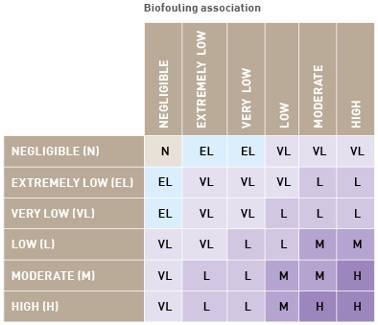 Biofouling association
NEGLIGIBLE EXTREMELY LOW VERY LOW LOW MODERATE HIGH
NEGLIGIBLE (N) N EL EL VL VL VL
EXTREMELY LOW (EL) EL VL VL VL L L
VERY LOW (VL) EL VL VL L L L
LOW (L) VL VL L L M M
MODERATE (M) VL L L M M H
HIGH (H) VL L L M H H